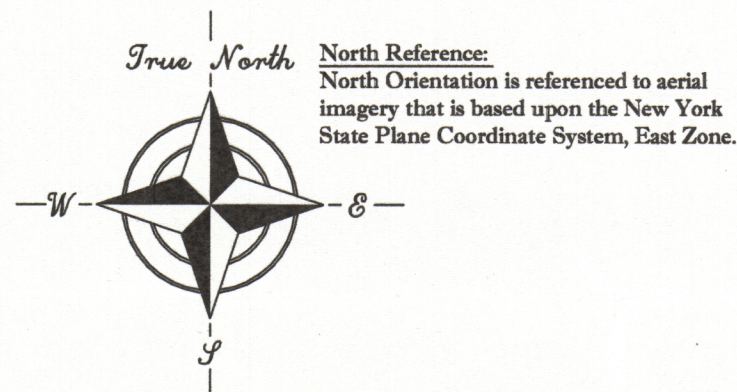 True North
North Reference:
North Orientation is referenced to aerial
imagery that is based upon the New York
State Plane Coordinate System, East Zone.
W
E
S